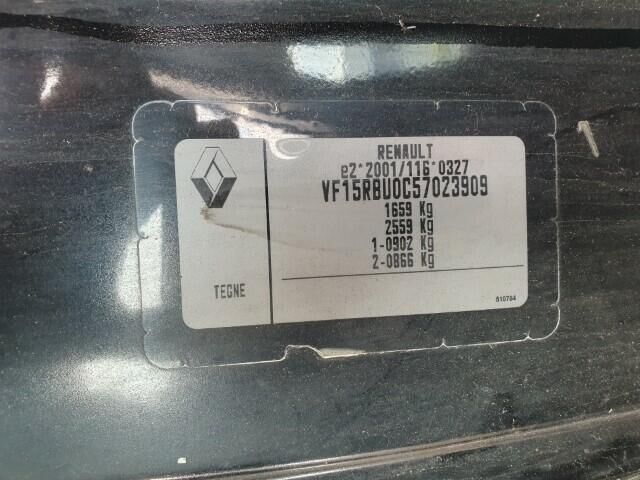 RENAULT
e2*2001/116*0327
VF15RBU0C57023909
1659 Kg
2559 Kg
1-0902 Kg
2-0866 Kg
TEGNE
510784